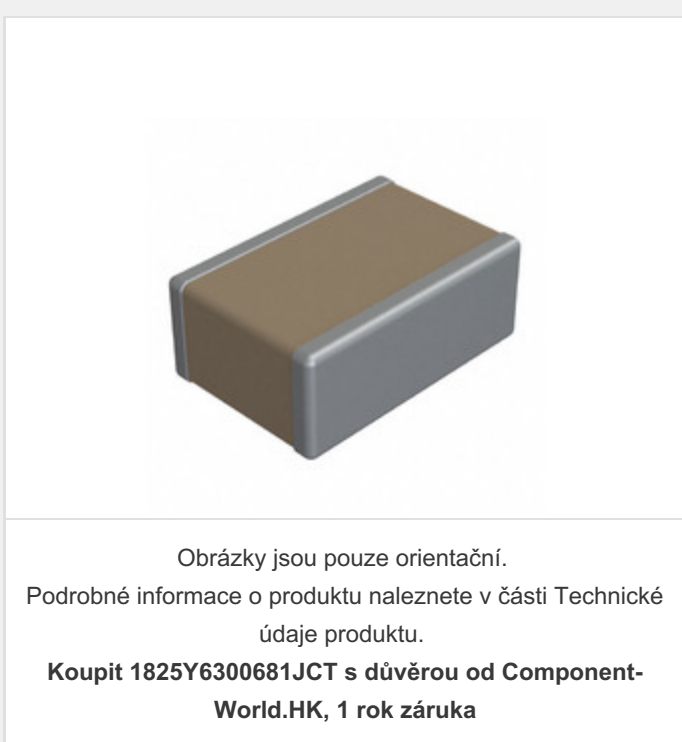 Obrázky jsou pouze orientační.
Podrobné informace o produktu naleznete v části Technické
údaje produktu.
Koupit 1825Y6300681JCT s důvěrou od Component-
World.HK, 1 rok záruka